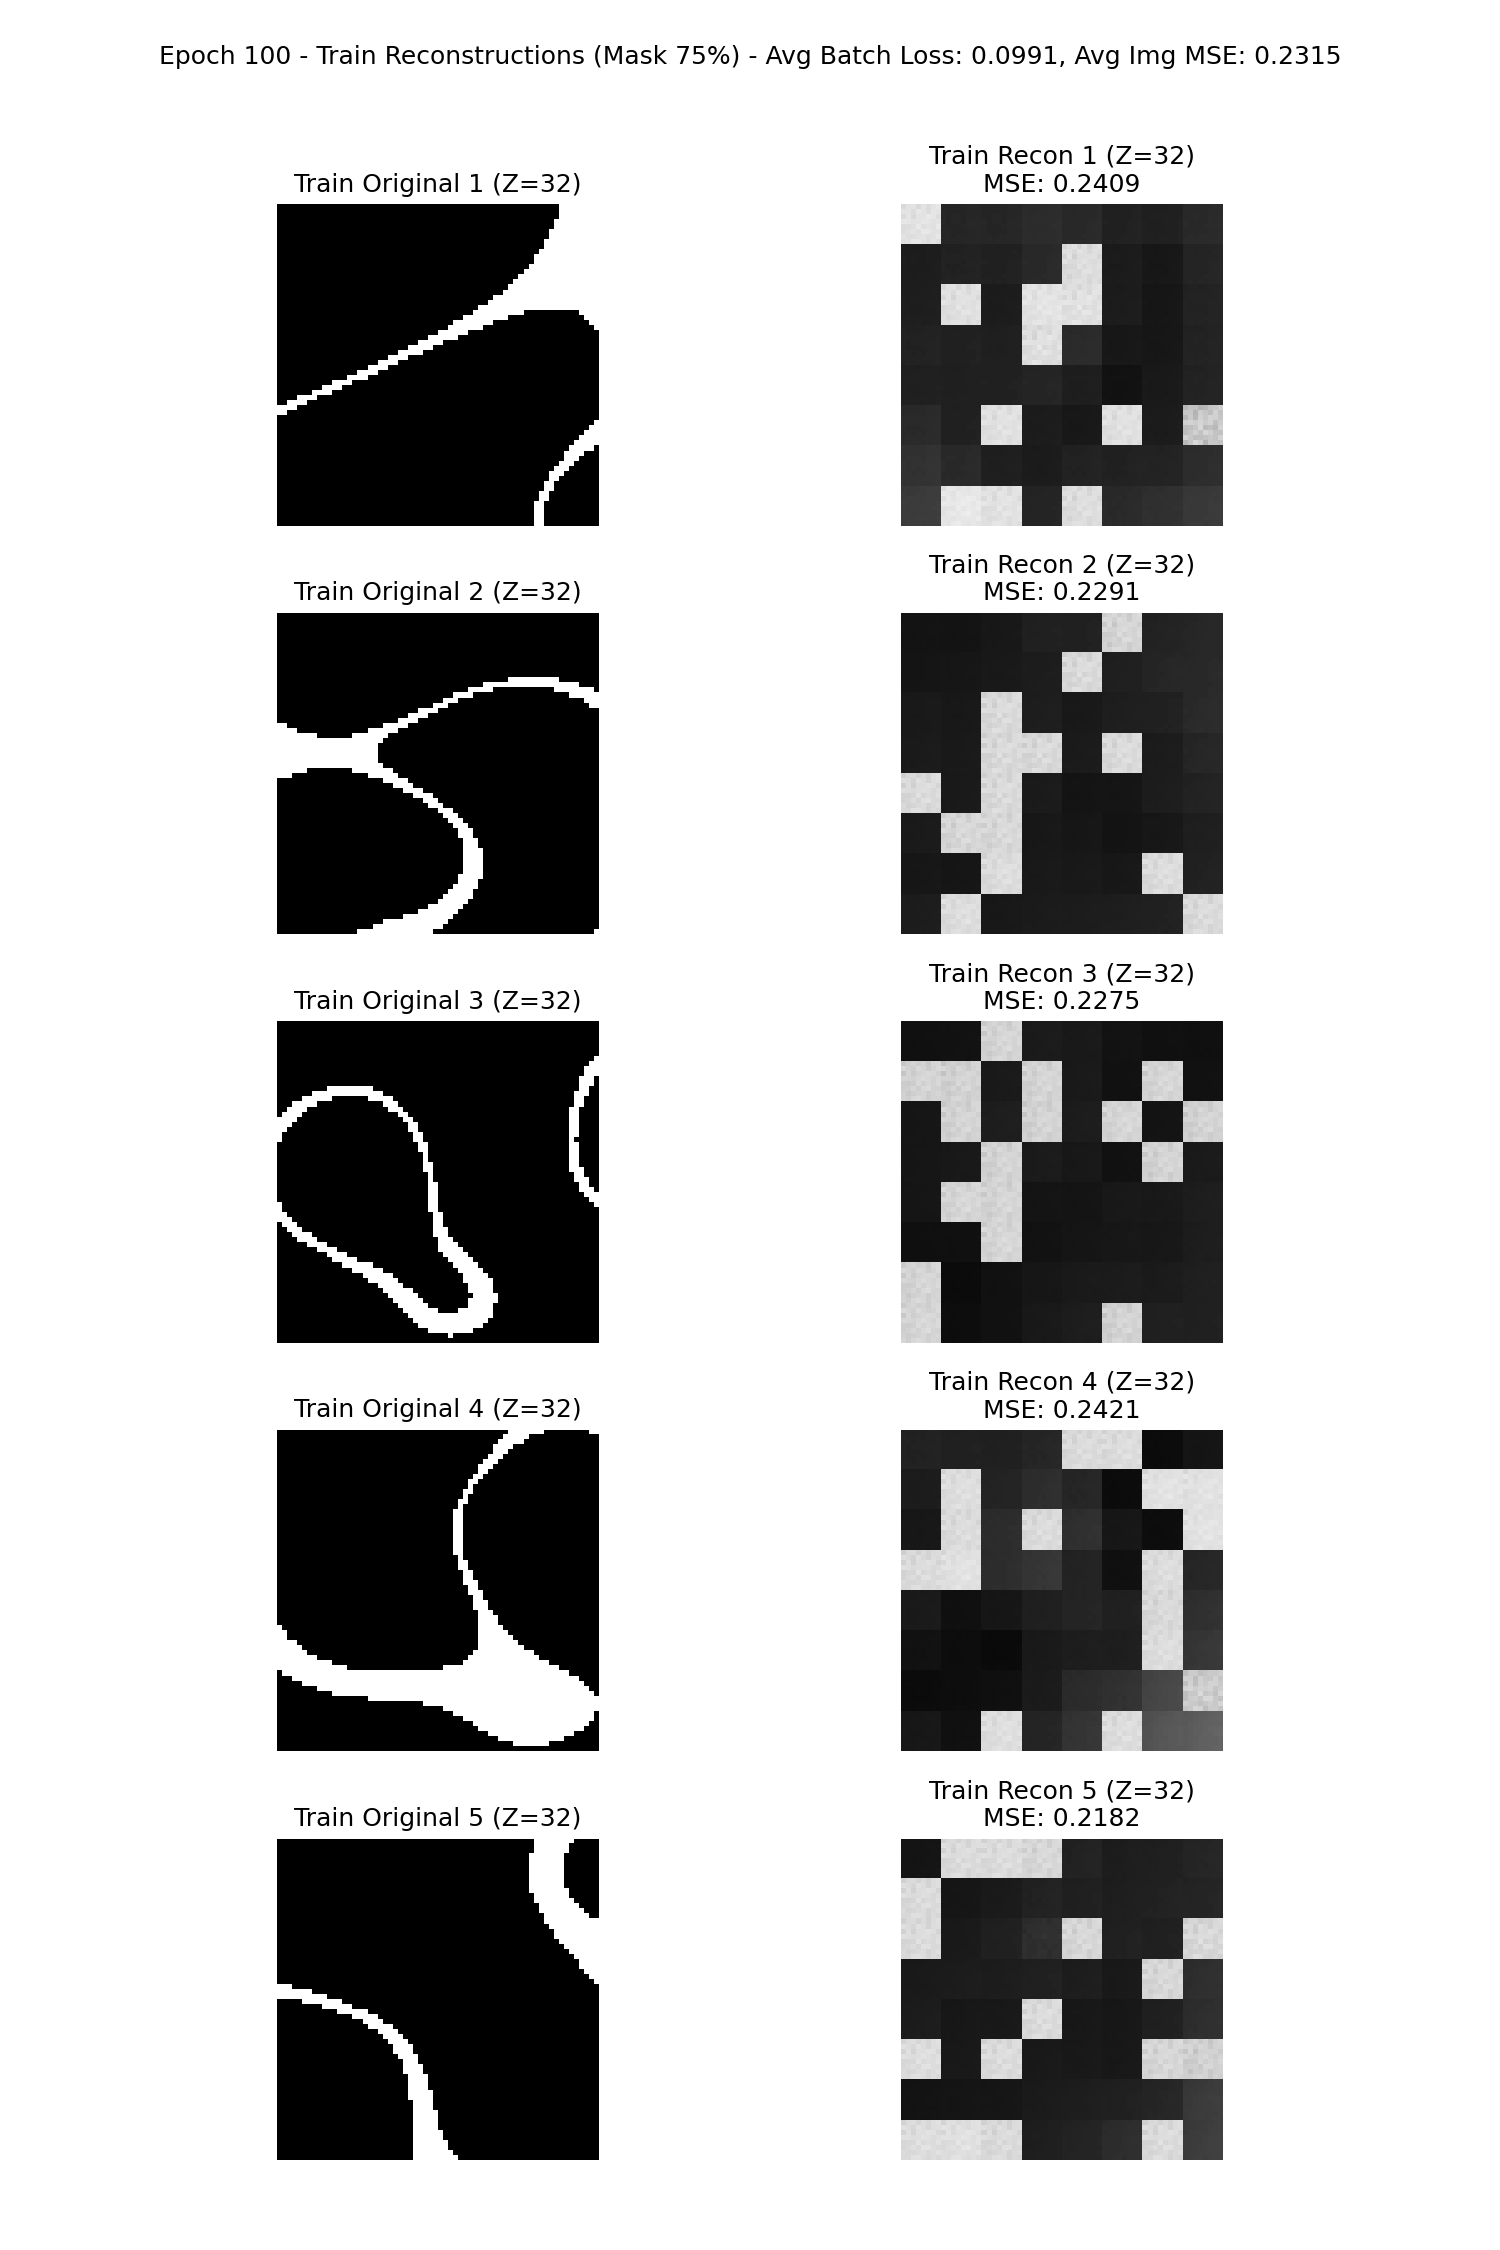 Epoch 100 - Train Reconstructions (Mask 75%) - Avg Batch Loss: 0.0991, Avg Img MSE: 0.2315
Train Original 1 (Z=32)
Train Recon 1 (Z=32)
MSE: 0.2409
Train Original 2 (Z=32)
Train Recon 2 (Z=32)
MSE: 0.2291
Train Original 3 (Z=32)
Train Recon 3 (Z=32)
MSE: 0.2275
Train Original 4 (Z=32)
Train Recon 4 (Z=32)
MSE: 0.2421
Train Original 5 (Z=32)
Train Recon 5 (Z=32)
MSE: 0.2182